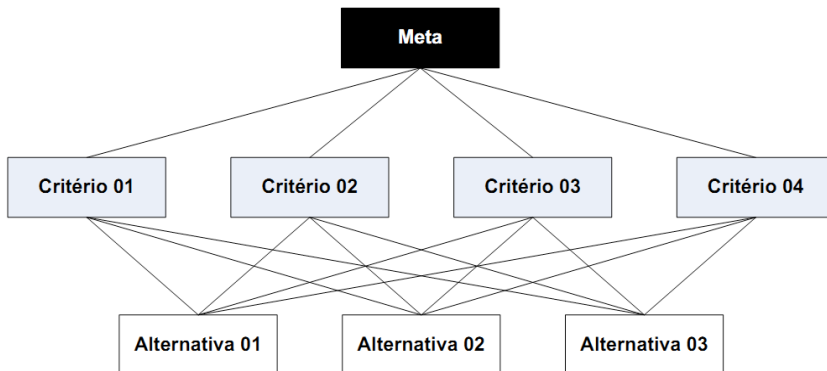 Meta
Critério 01
Critério 02
Critério 03
Critério 04
Alternativa 01
Alternativa 02
Alternativa 03